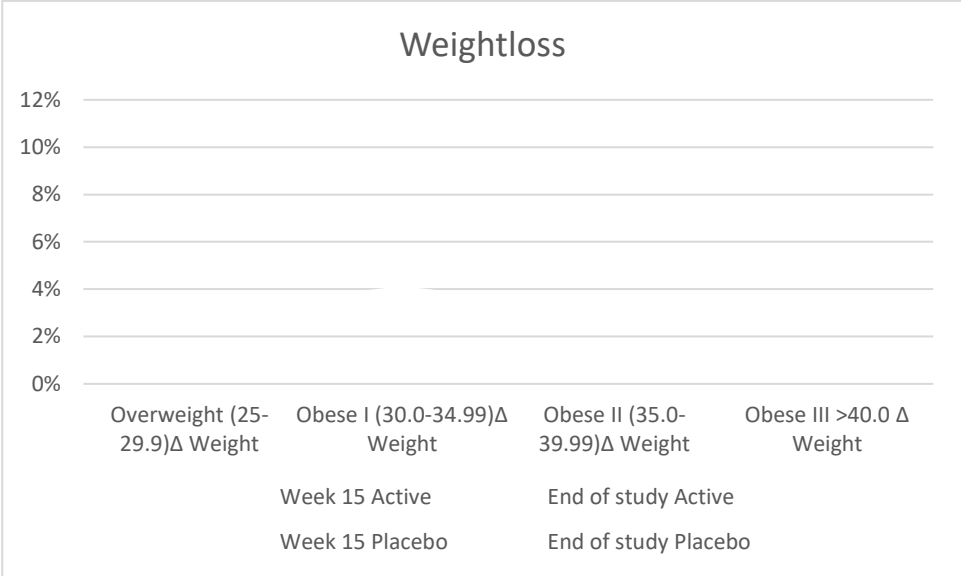 Weightloss
12%
10%
8%
6%
4%
2%
0%
Overweight (25-
29.9)Δ Weight
Obese I (30.0-34.99)Δ
Weight
Obese II (35.0-
39.99)Δ Weight
Obese III >40.0 Δ
Weight
Week 15 Active
End of study Active
Week 15 Placebo
End of study Placebo